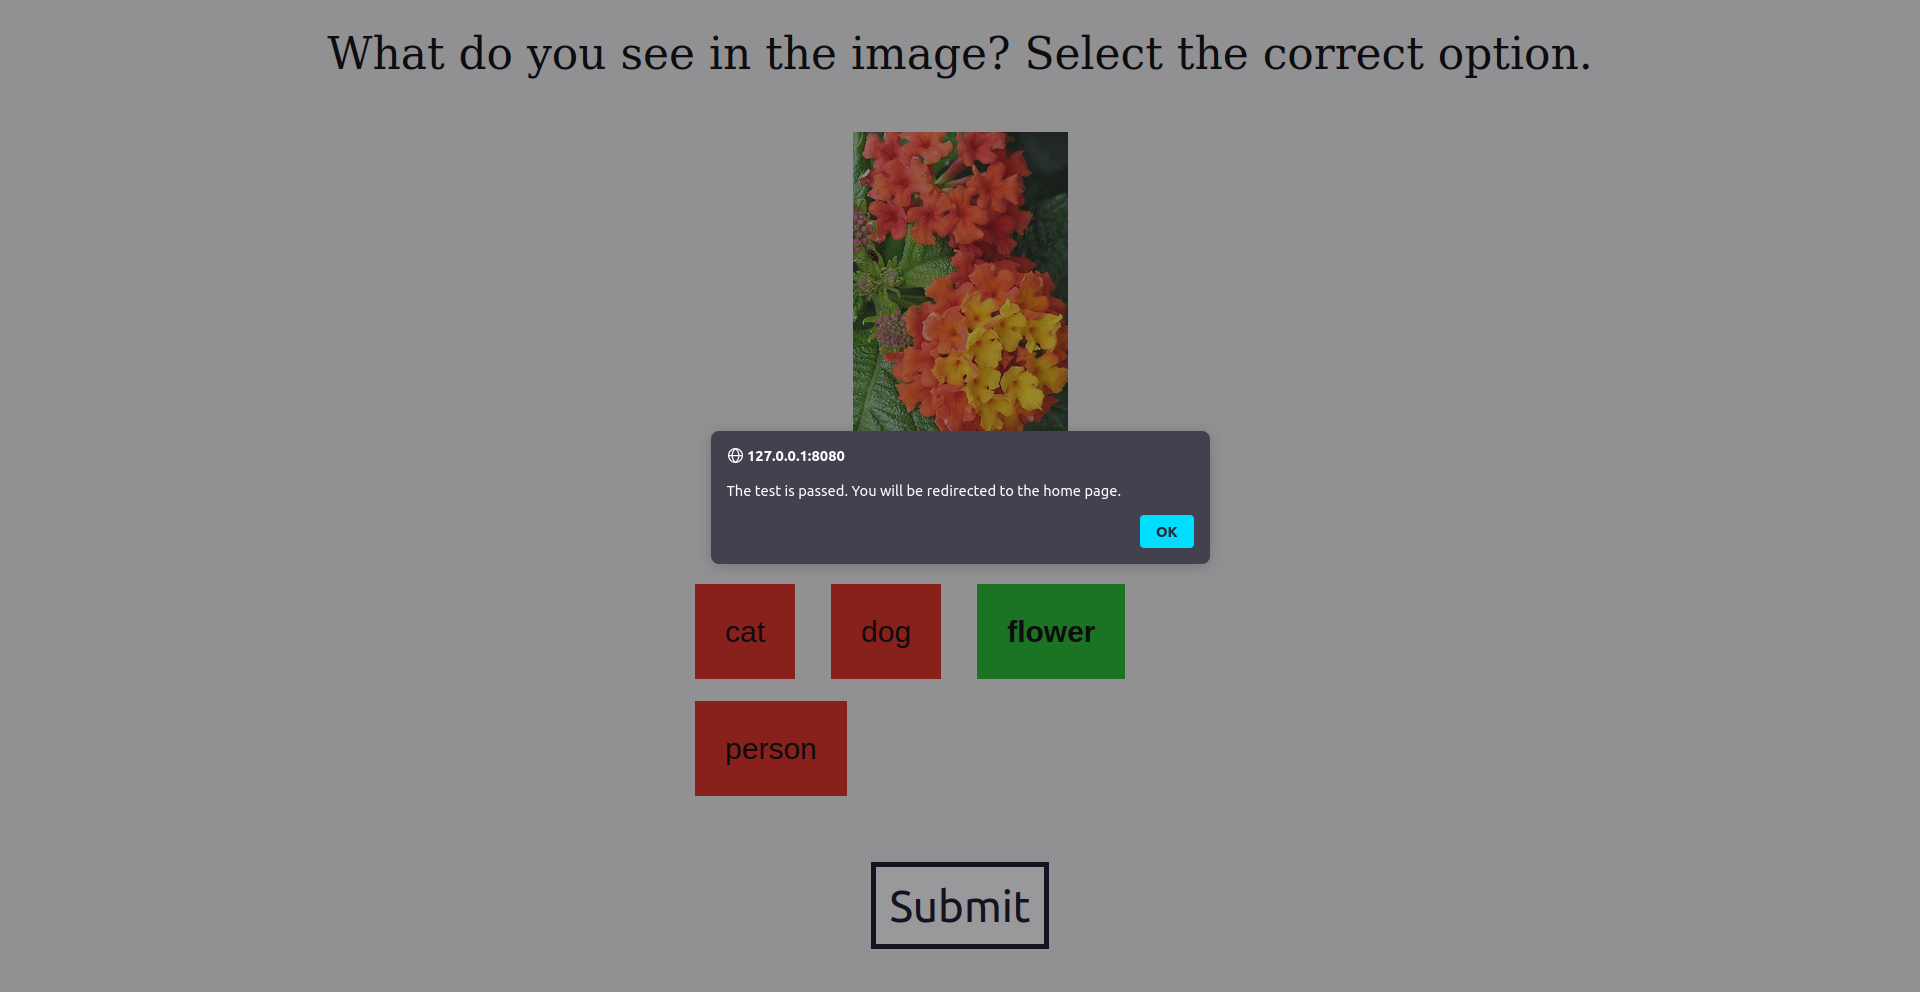 What do you see in the image? Select the correct option.
127.0.0.1:8080
The test is passed. You will be redirected to the home page.
OK
cat dog flower
person
Submit